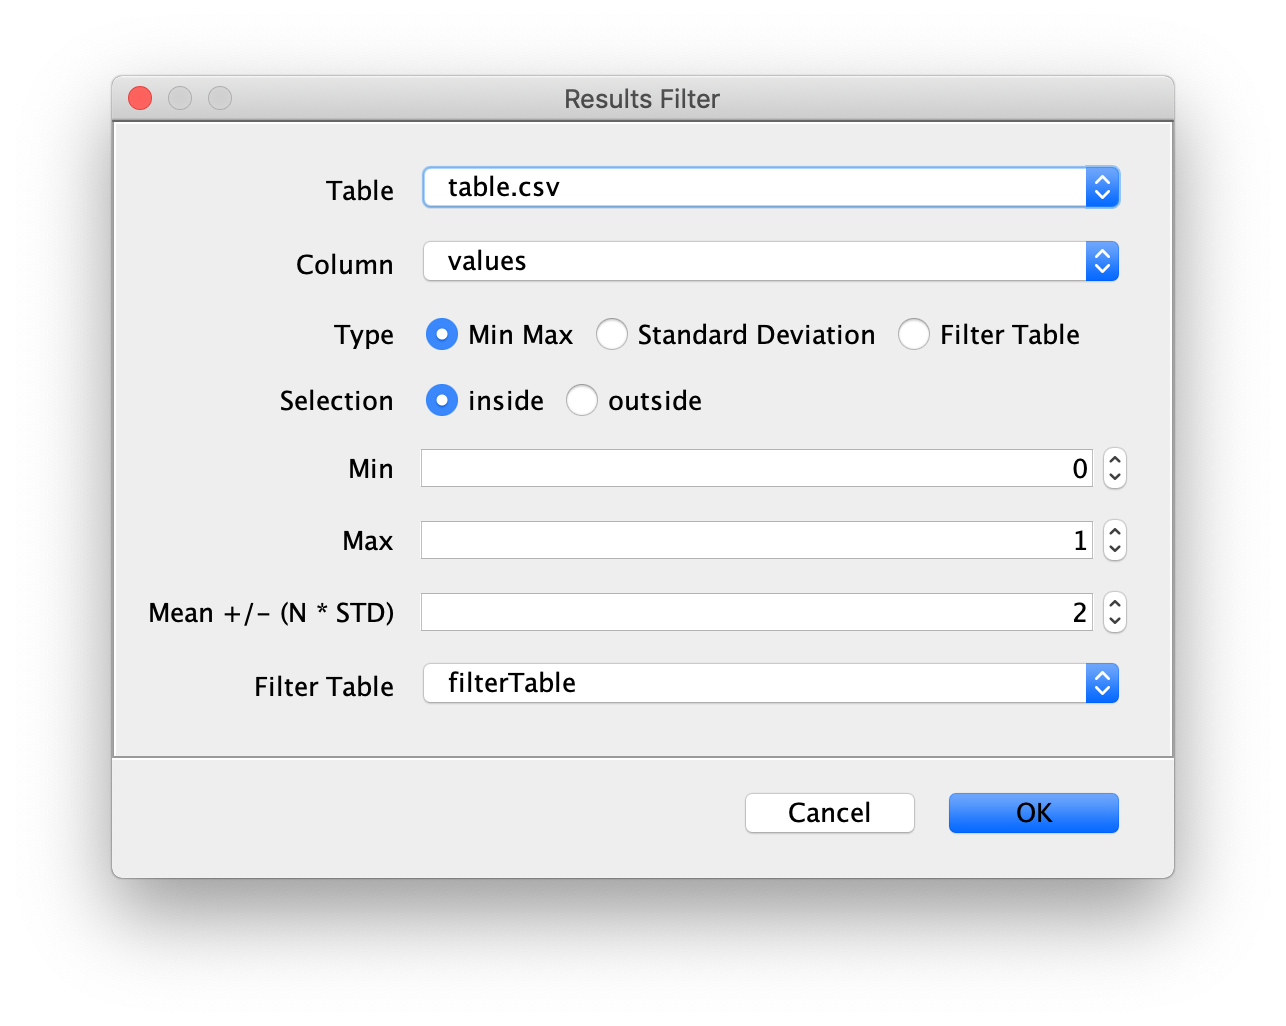 Results Filter
Table table.csv
Column values
Type Min Max Standard Deviation Filter Table
Selection inside outside
Min 0
Max 1
Mean +/- (N * STD) 2
Filter Table filterTable
Cancel OK